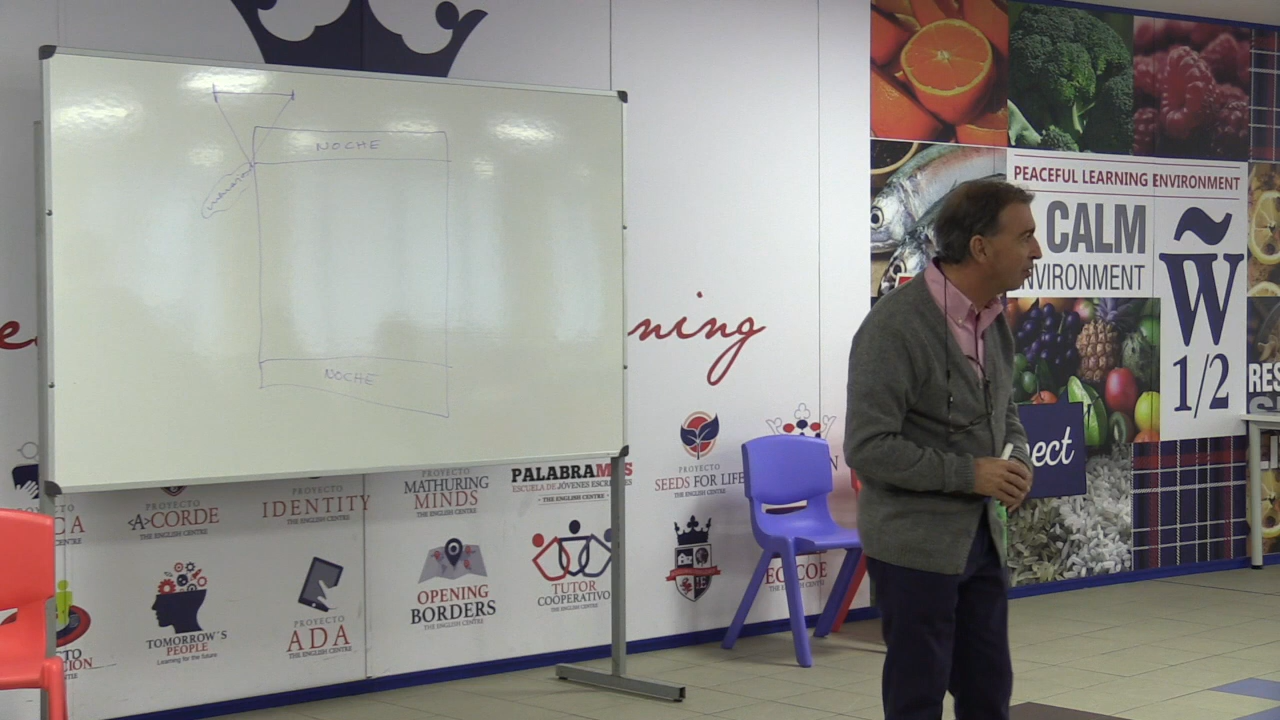 NOCHE
NOCHE
ning
PEACEFUL LEARNING ENVIRONMENT
CALM
NVIRONMENT
W
1/2
RES
nect
PROYECTO
<A>CORDE
THE ENGLISH CENTRE
PROYECTO
IDENTITY
THE ENGLISH CENTRE
PROYECTO
MATHURING
MINDS
THE ENGLISH CENTRE
PALABRAMOS
ESCUELA DE JÓVENES ESCRITORES
· THE ENGLISH CENTRE ·
PROYECTO
SEEDS FOR LIFE
THE ENGLISH CENTRE
TOMORROW´S
PEOPLE
Learning for the future
PROYECTO
ADA
THE ENGLISH CENTRE
OPENING
BORDERS
THE ENGLISH CENTRE
TUTOR
COOPERATIVO
THE ENGLISH CENTRE